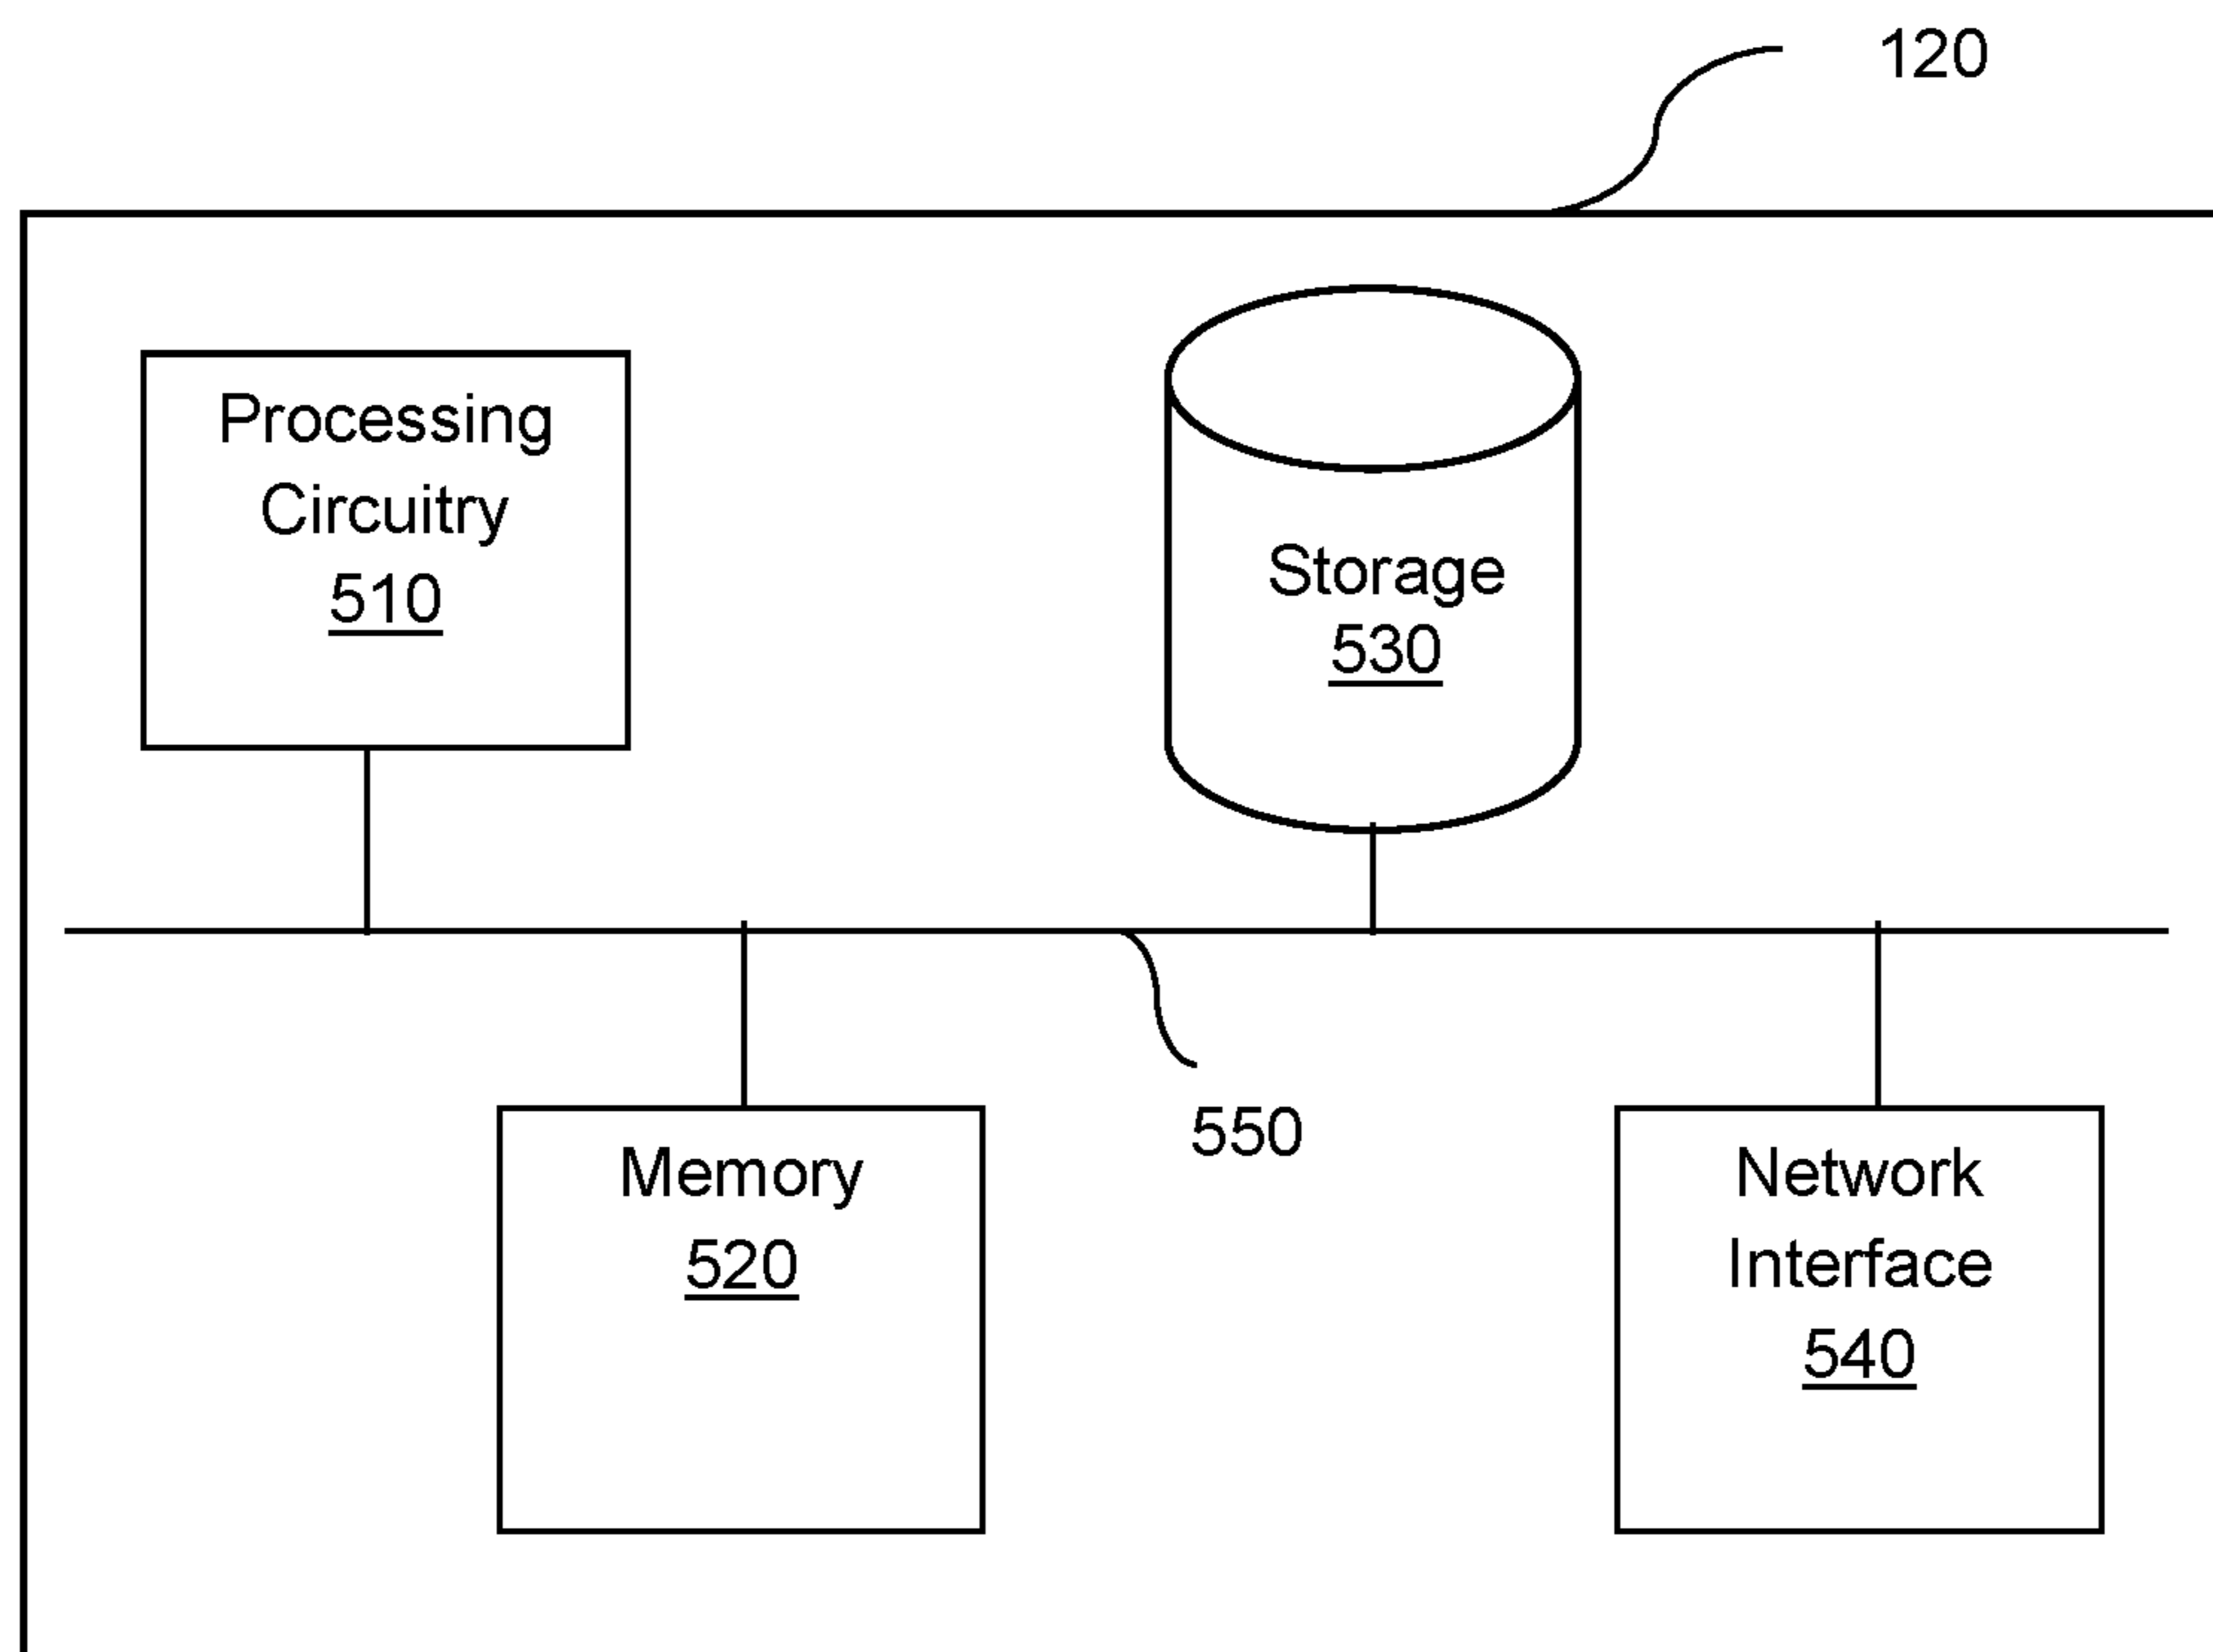 120
Processing
Circuitry
510
Storage
530
550
Memory
520
Network
Interface
540